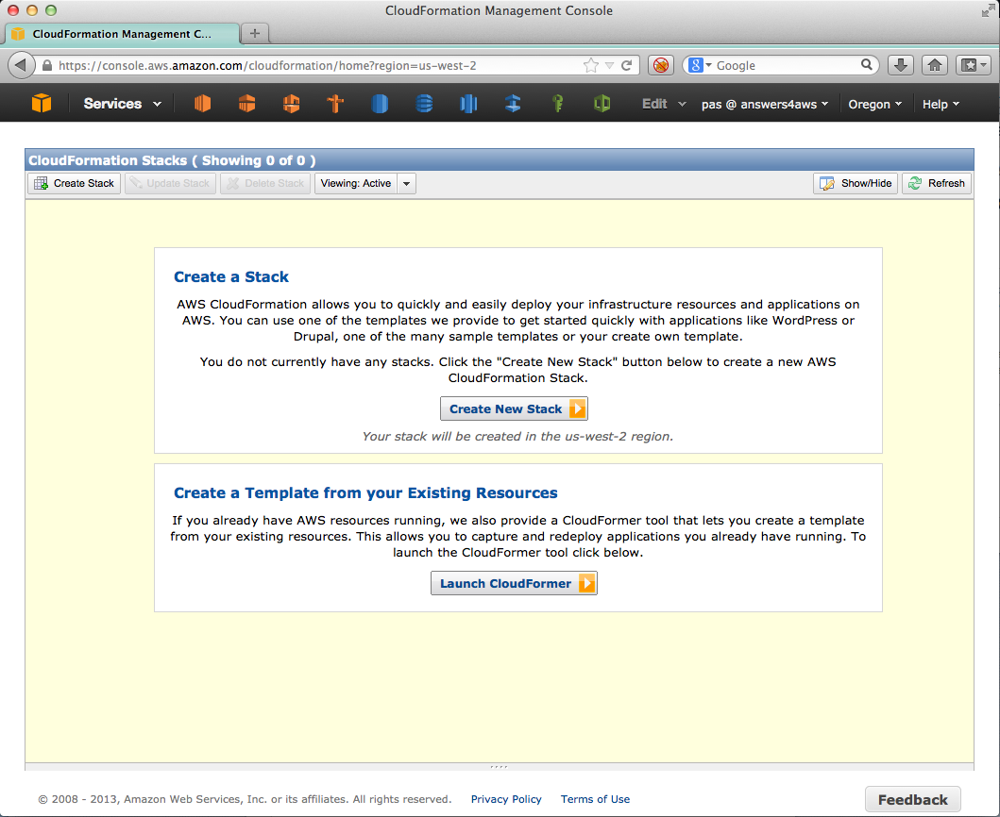 CloudFormation Management Console
CloudFormation Management C...
https://console.aws.amazon.com/cloudformation/home?region=us-west-2
8 Google
Services Edit pas @ answers4aws Oregon Help
CloudFormation Stacks ( Showing 0 of 0 )
Create Stack Update Stack Delete Stack Viewing: Active Show/Hide Refresh
Create a Stack
AWS CloudFormation allows you to quickly and easily deploy your infrastructure resources and applications on
AWS. You can use one of the templates we provide to get started quickly with applications like WordPress or
Drupal, one of the many sample templates or your create own template.
You do not currently have any stacks. Click the "Create New Stack" button below to create a new AWS
CloudFormation Stack.
Create New Stack
Your stack will be created in the us-west-2 region.
Create a Template from your Existing Resources
If you already have AWS resources running, we also provide a CloudFormer tool that lets you create a template
from your existing resources. This allows you to capture and redeploy applications you already have running. To
launch the CloudFormer tool click below.
Launch CloudFormer
© 2008 - 2013, Amazon Web Services, Inc. or its affiliates. All rights reserved. Privacy Policy Terms of Use
Feedback